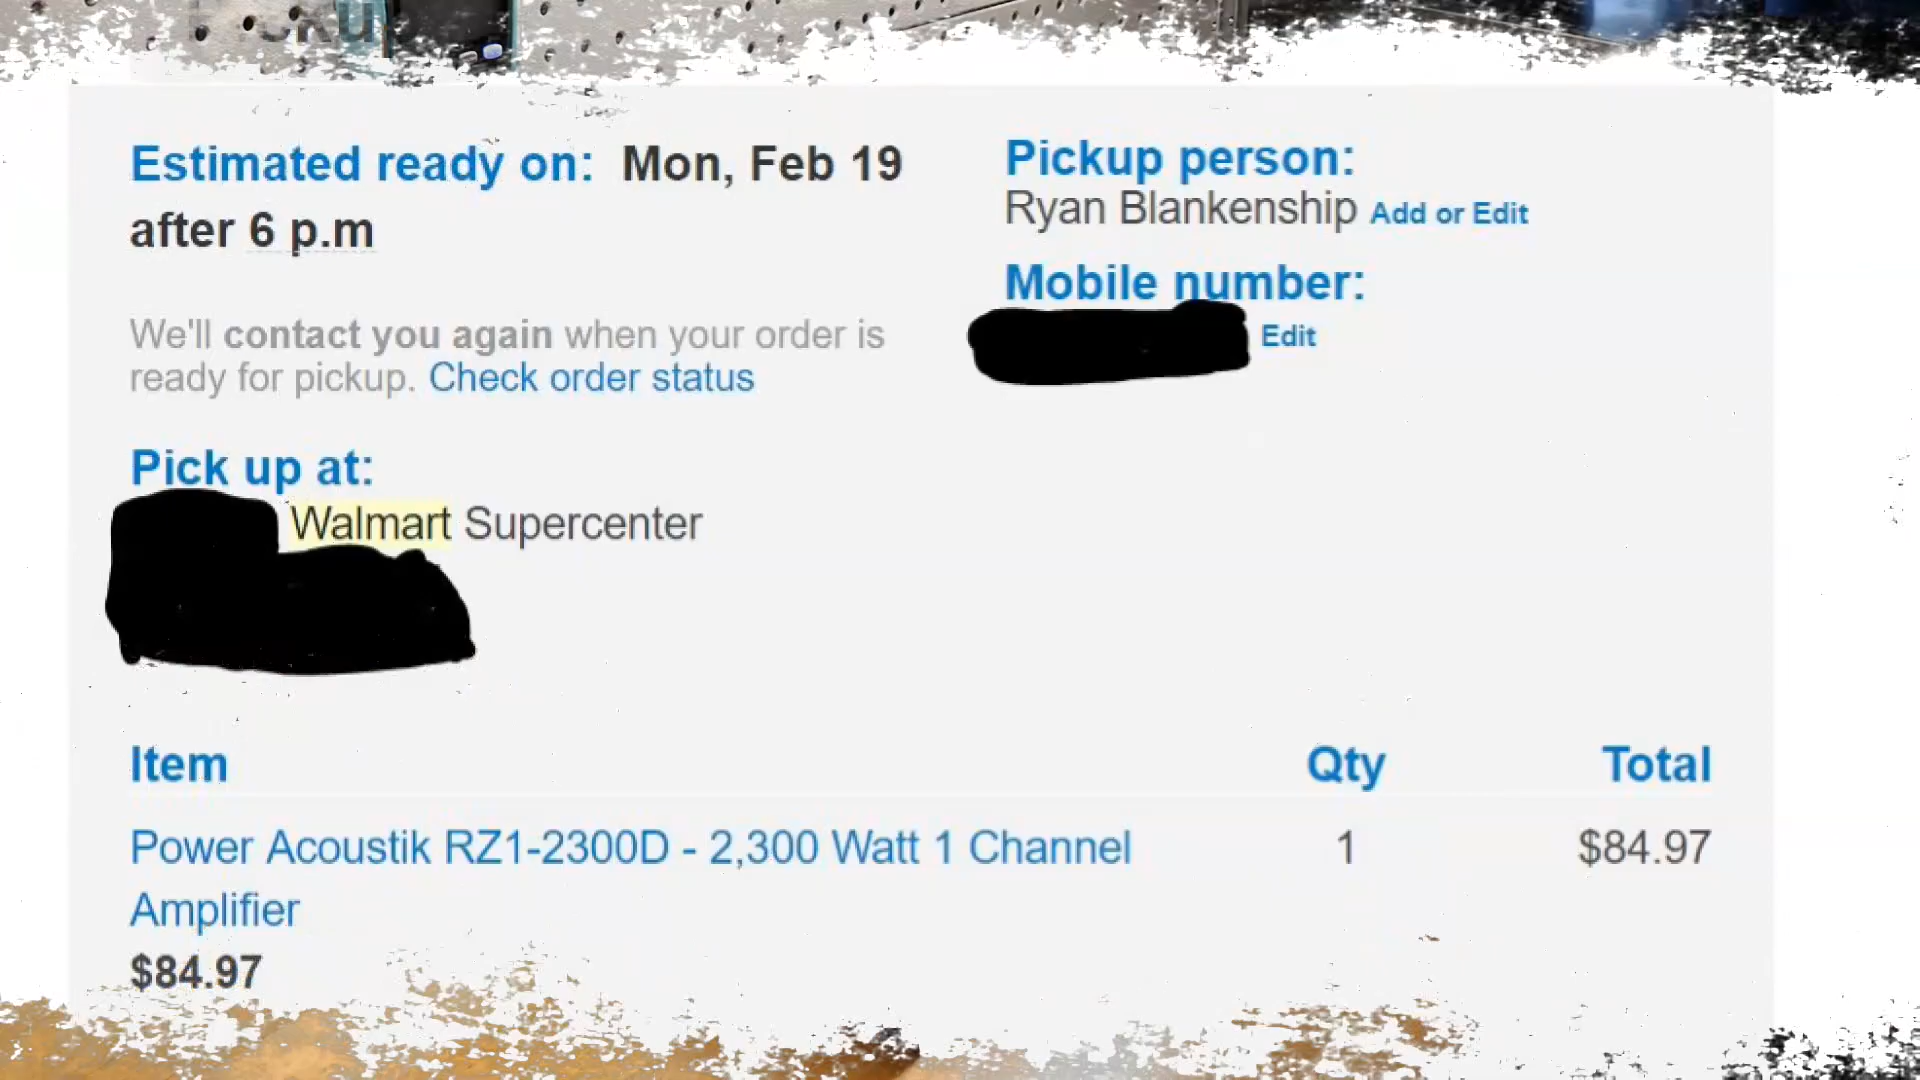 Estimated ready on: Mon, Feb 19
after 6 p.m
We'll contact you again when your order is
ready for pickup. Check order status
Pick up at:
Walmart Supercenter
Pickup person:
Ryan Blankenship Add or Edit
Mobile number:
Edit
Item Qty Total
Power Acoustik RZ1-2300D - 2,300 Watt 1 Channel 1 $84.97
Amplifier
$84.97